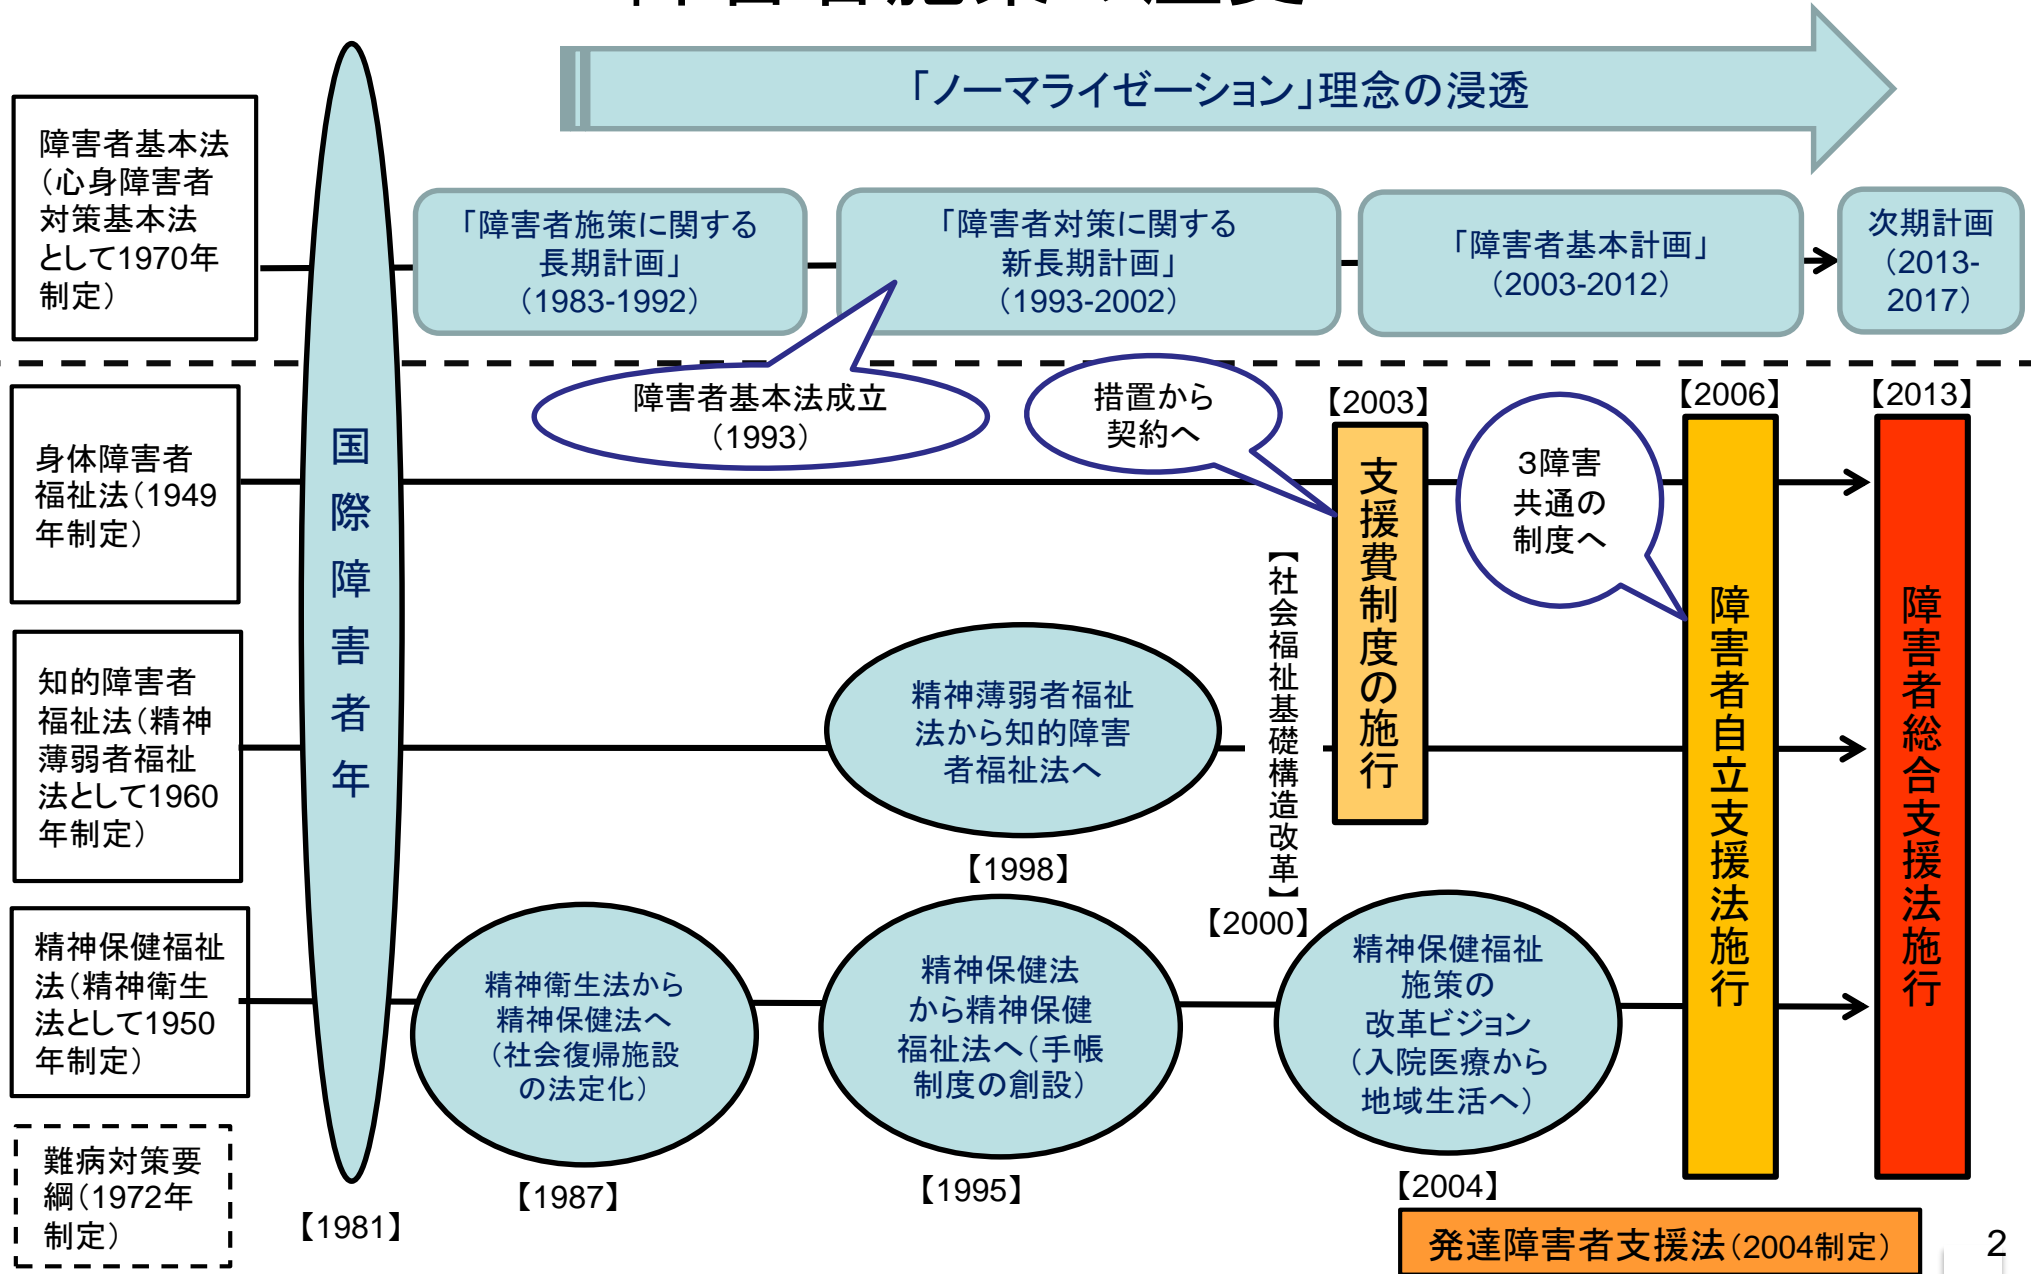 「ノーマライゼーション」理念の浸透
障害者基本法
（心身障害者
対策基本法
として1970年
制定）
「障害者施策に関する
長期計画」
（1983-1992）
「障害者対策に関する
新長期計画」
（1993-2002）
「障害者基本計画」
（2003-2012）
次期計画
（2013-
2017）
障害者基本法成立
（1993）
措置から
契約へ
【2003】
【2006】
【2013】
身体障害者
福祉法（1949
年制定）
国際障害者年
３障害
共通の
制度へ
支援費制度の施行
【社会福祉基礎構造改革】
【2000】
障害者自立支援法施行
障害者総合支援法施行
知的障害者
福祉法（精神
薄弱者福祉
法として1960
年制定）
精神薄弱者福祉
法から知的障害
者福祉法へ
【1998】
精神保健福祉
法（精神衛生
法として1950
年制定）
精神衛生法から
精神保健法へ
（社会復帰施設
の法定化）
【1987】
精神保健法
から精神保健
福祉法へ（手帳
制度の創設）
【1995】
精神保健福祉
施策の
改革ビジョン
（入院医療から
地域生活へ）
【2004】
難病対策要
綱（1972年
制定）
【1981】
発達障害者支援法（2004制定）
2